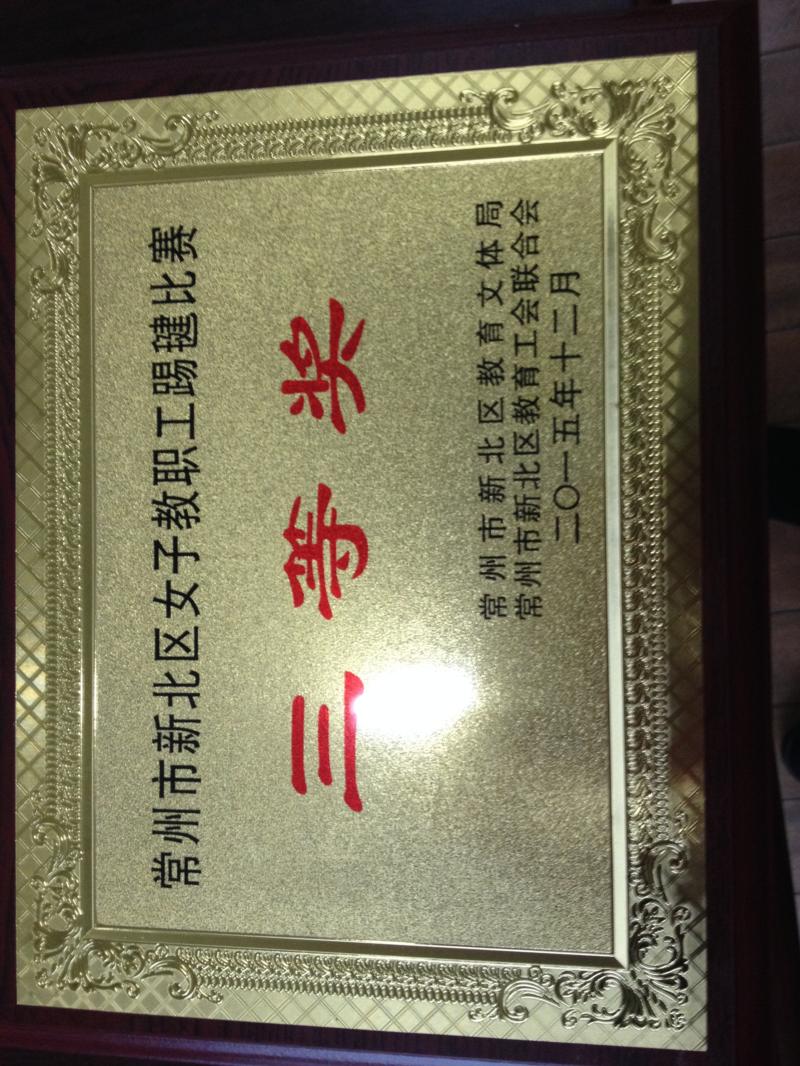 常州市新北区女子教职工踢毽比赛
三等奖
常州市新北区教育文体局
常州市新北区教育工会联合会
二〇一五年十二月